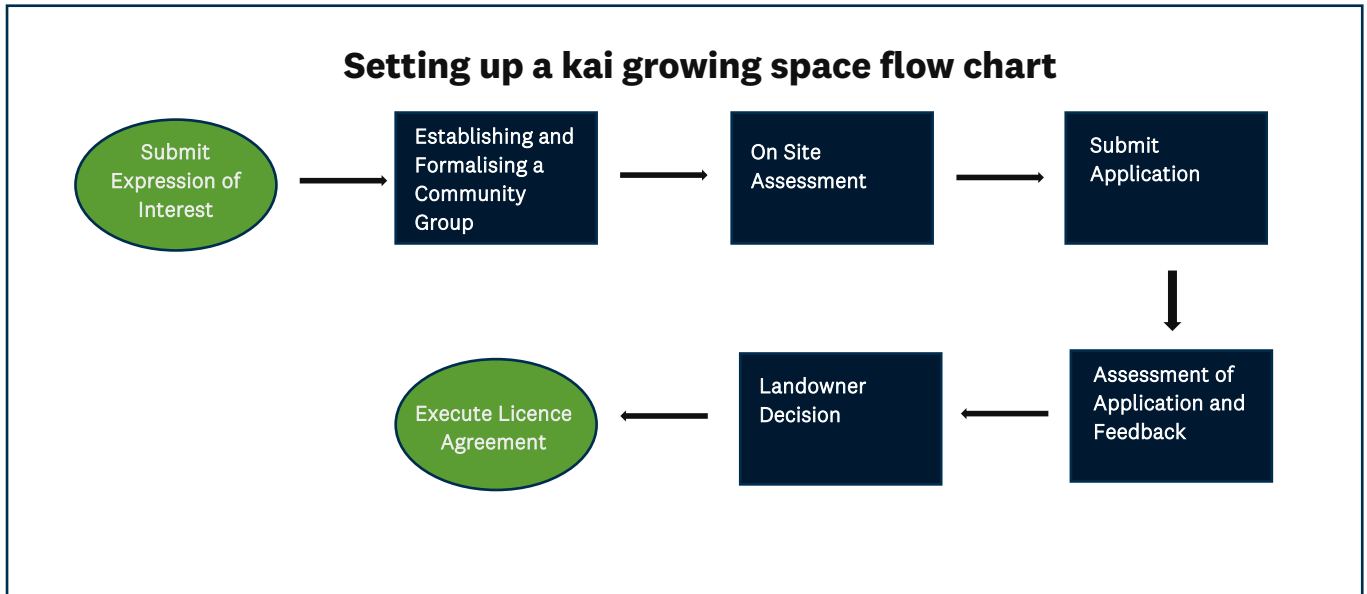 Setting up a kai growing space flow chart
Submit
Expression of
Interest
Establishing and
Formalising a
Community
Group
On Site
Assessment
Submit
Application
Assessment of
Application and
Feedback
Landowner
Decision
Execute Licence
Agreement